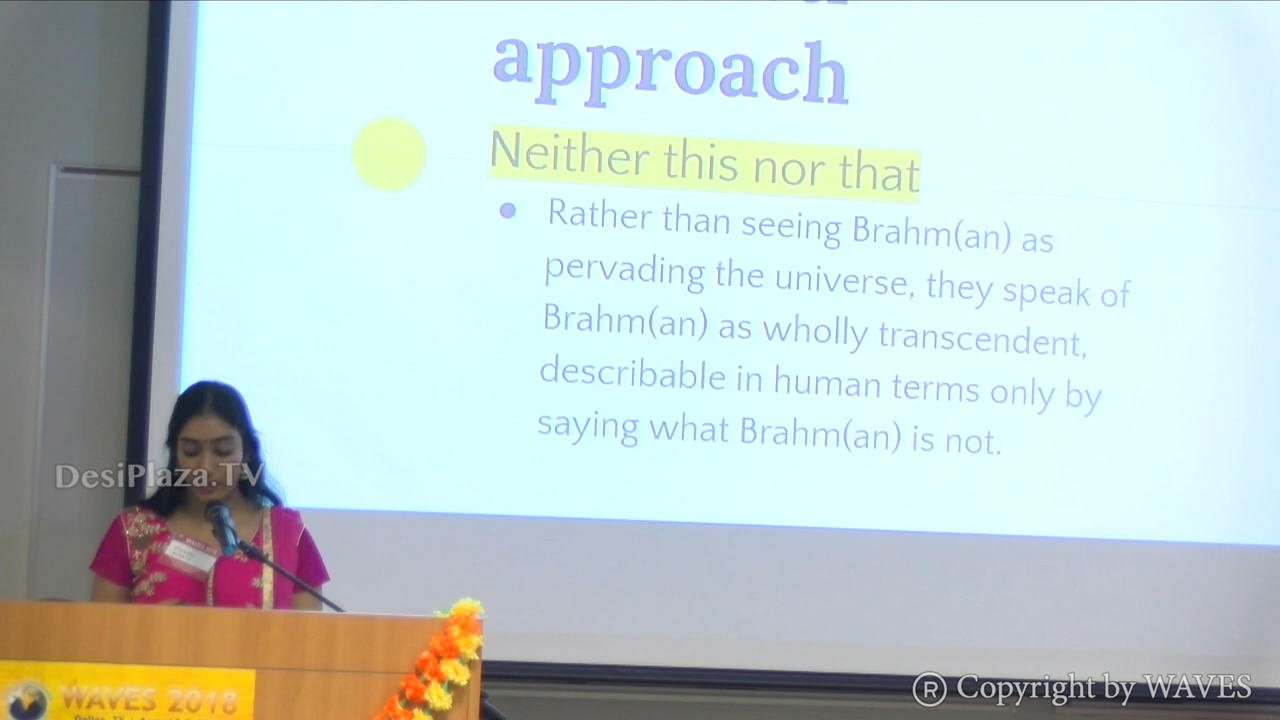 approach
Neither this nor that
Rather than seeing Brahm(an) as
pervading the universe, they speak of
Brahm(an) as wholly transcendent,
describable in human terms only by
saying what Brahm(an) is not.
DesiPlaza.TV
WAVES 2018
® Copyright by WAVES